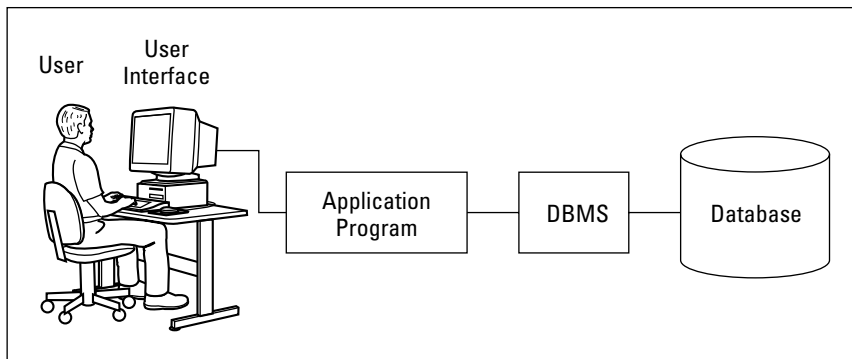 User
User
Interface
Application
Program
DBMS
Database